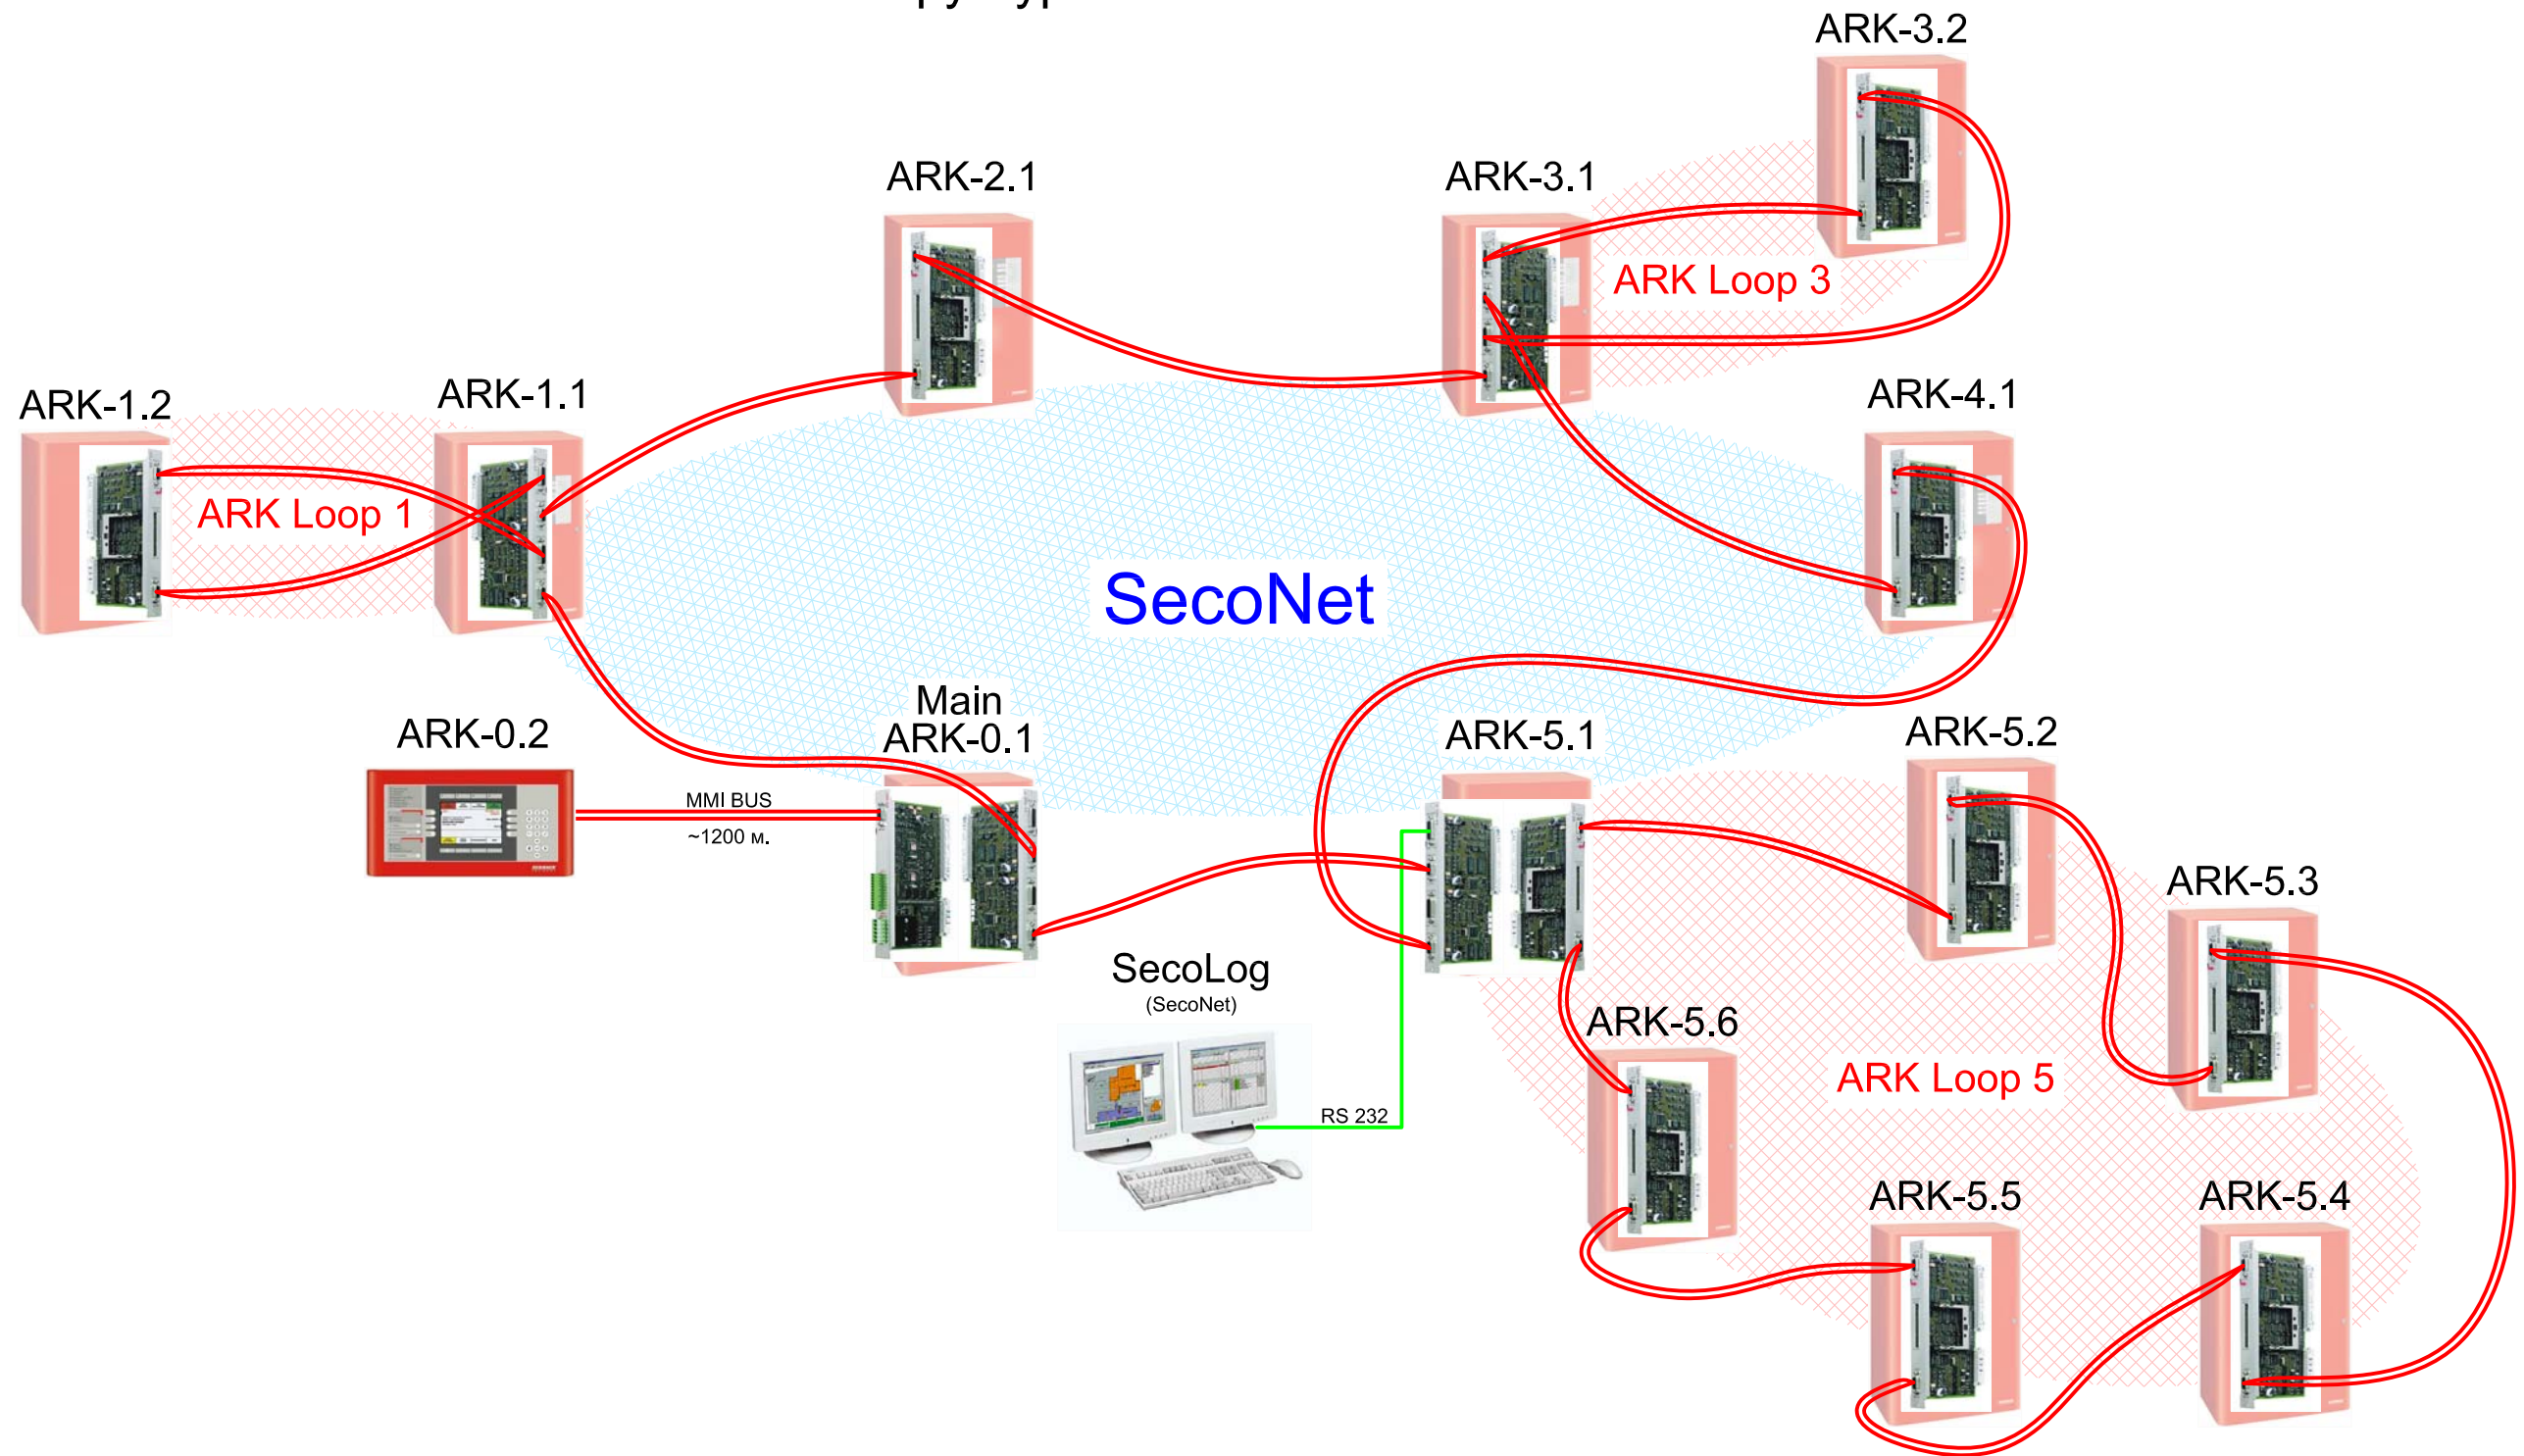 ARK-3.2
ARK-2.1
ARK-3.1
ARK Loop 3
ARK-1.2
ARK-1.1
ARK-4.1
ARK Loop 1
SecoNet
Main
ARK-0.1
ARK-0.2
ARK-5.1
ARK-5.2
MMI BUS
~1200 м.
ARK-5.3
SecoLog
(SecoNet)
ARK-5.6
ARK Loop 5
RS 232
ARK-5.5
ARK-5.4